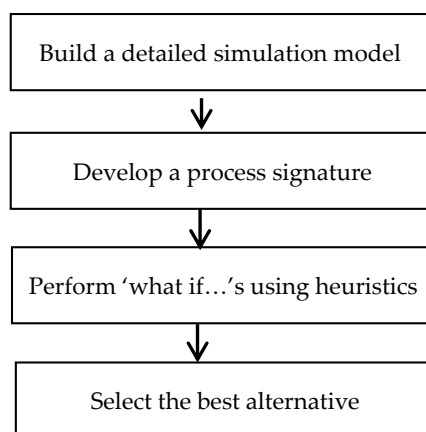 Build a detailed simulation model
Develop a process signature
Perform ‘what if…’s using heuristics
Select the best alternative